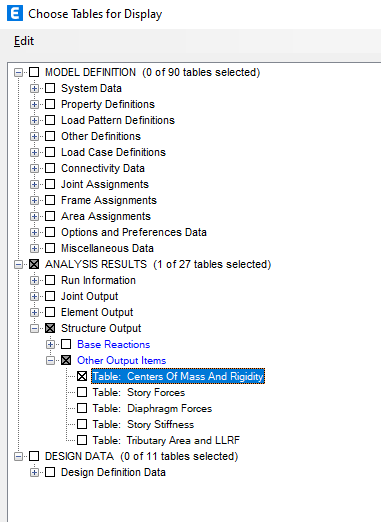 E Choose Tables for Display
Edit
MODEL DEFINITION (0 of 90 tables selected)
System Data
Property Definitions
Load Pattern Definitions
Other Definitions
Load Case Definitions
Connectivity Data
Joint Assignments
Frame Assignments
Area Assignments
Options and Preferences Data
Miscellaneous Data
ANALYSIS RESULTS (1 of 27 tables selected)
Run Information
Joint Output
Element Output
Structure Output
Base Reactions
Other Output Items
Table: Centers Of Mass And Rigidity
Table: Story Forces
Table: Diaphragm Forces
Table: Story Stiffness
Table: Tributary Area and LLRF
DESIGN DATA (0 of 11 tables selected)
Design Definition Data